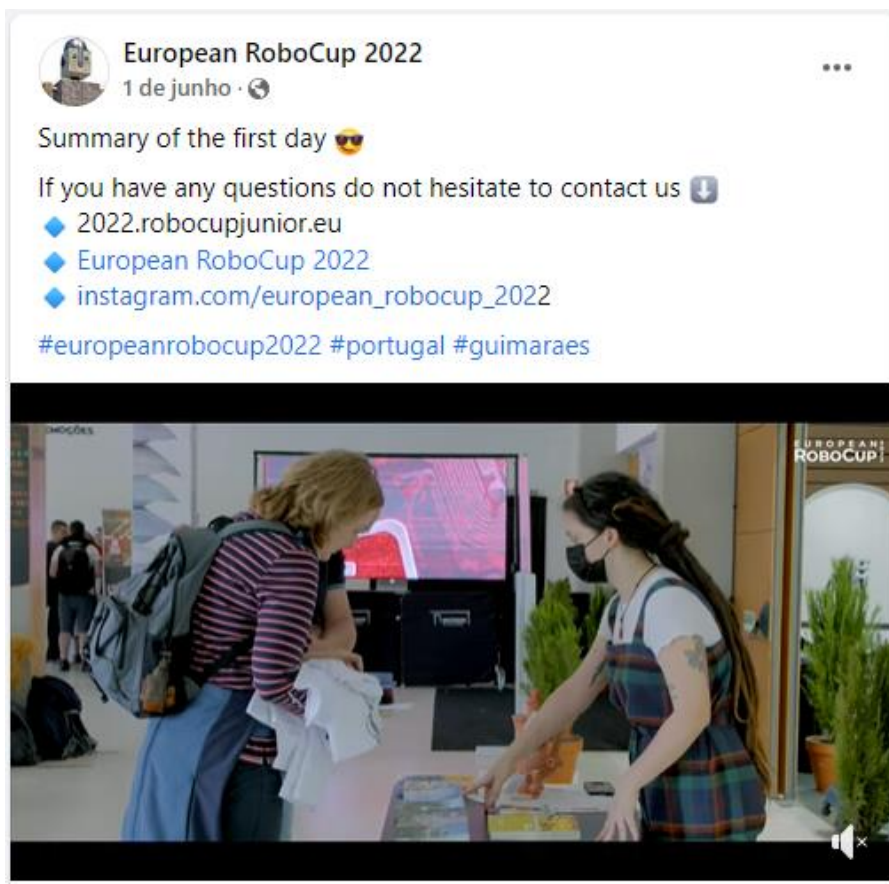 European RoboCup 2022
1 de junho ·
Summary of the first day 😎
If you have any questions do not hesitate to contact us ⬇️
🔹 2022.robocupjunior.eu
🔹 European RoboCup 2022
🔹 instagram.com/european_robocup_2022
#europeanrobocup2022 #portugal #guimaraes
EUROPEAN
ROBOCUP